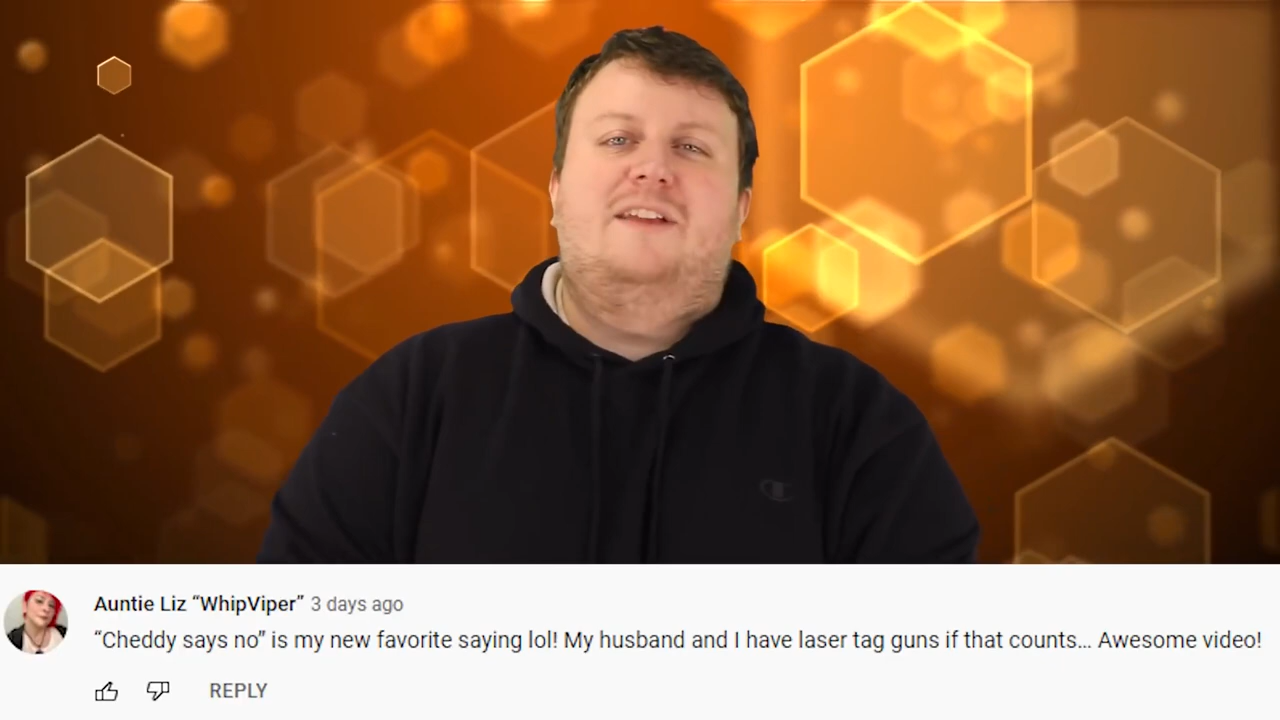 Auntie Liz “WhipViper” 3 days ago
“Cheddy says no” is my new favorite saying lol! My husband and I have laser tag guns if that counts... Awesome video!
REPLY